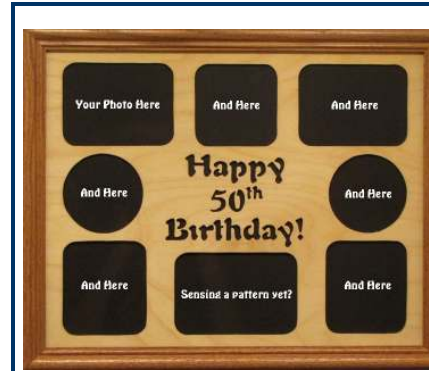 Your Photo Here
And Here
And Here
Happy
50th
Birthday!
And Here
And Here
And Here
Sensing a pattern yet?
And Here